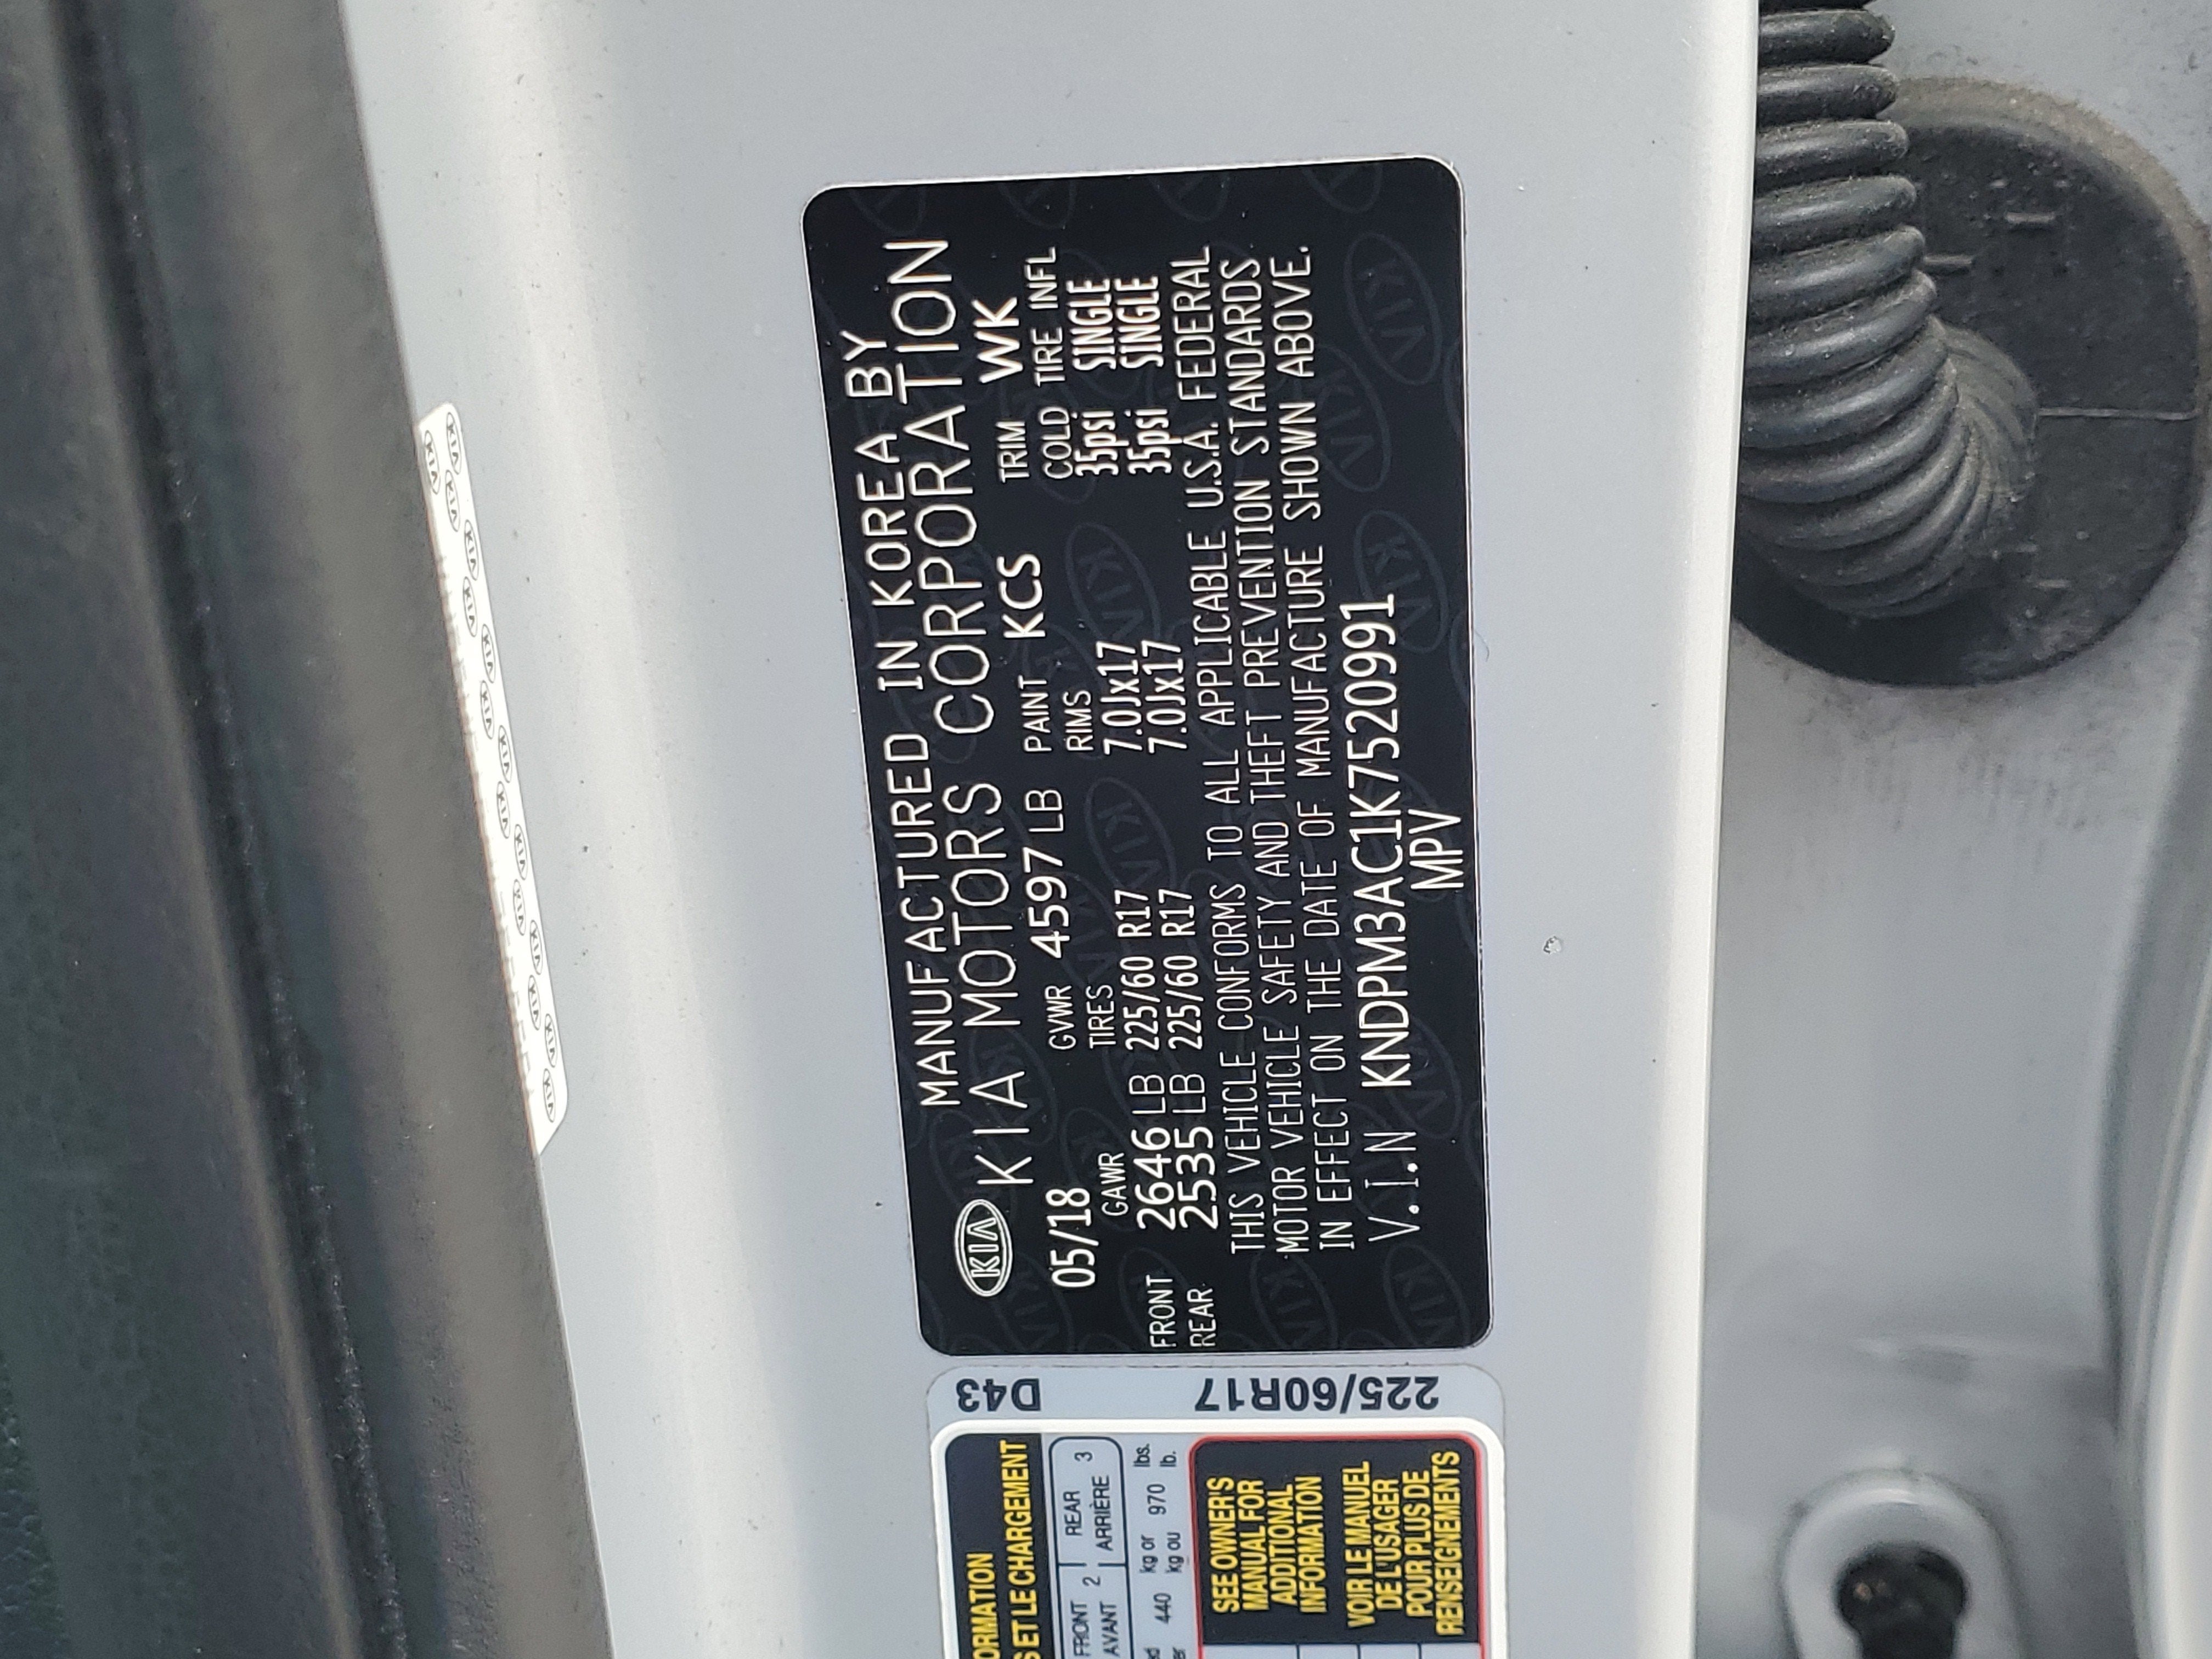 MANUFACTURED IN KOREA BY
KIA KIA MOTORS CORPORATION
05/18 GVWR 4597 LB PAINT KCS TRIM WK
GAWR TIRES RIMS COLD TIRE INFL
FRONT 2646 LB 225/60 R17 7.0Jx17 35psi SINGLE
REAR 2535 LB 225/60 R17 7.0Jx17 35psi SINGLE
THIS VEHICLE CONFORMS TO ALL APPLICABLE U.S.A. FEDERAL
MOTOR VEHICLE SAFETY AND THEFT PREVENTION STANDARDS
IN EFFECT ON THE DATE OF MANUFACTURE SHOWN ABOVE.
V.I.N KNDPM3AC1K7520991
MPV
D43
225/60R17
ORMATION
S ET LE CHARGEMENT
FRONT 2 REAR 3
AVANT ARRIÈRE
440 kg or 970 lbs.
kg ou lb.
SEE OWNER'S
MANUAL FOR
ADDITIONAL
INFORMATION
VOIR LE MANUEL
DE L'USAGER
POUR PLUS DE
RENSEIGNEMENTS